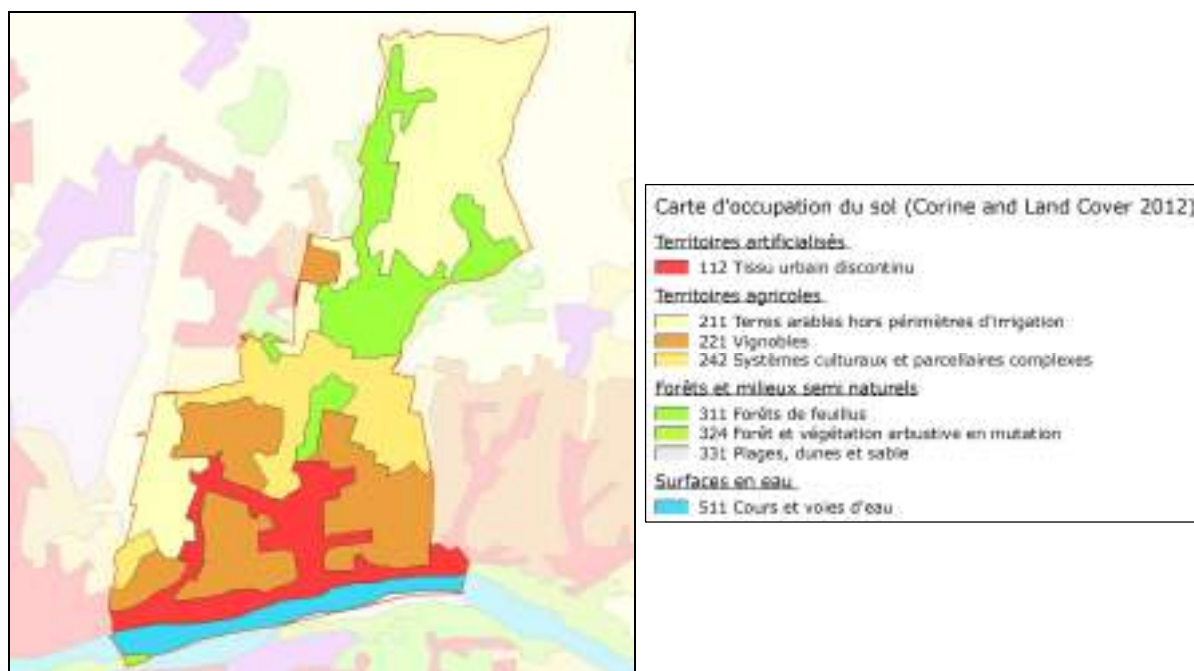 Carte d'occupation du sol (Corine and Land Cover 2012)
Territoires artificialisés
112 Tissu urbain discontinu
Territoires agricoles
211 Terres arables hors périmètres d'irrigation
221 Vignobles
242 Systèmes culturaux et parcellaires complexes
Forêts et milieux semi naturels
311 Forêts de feuillus
324 Forêt et végétation arbustive en mutation
331 Plages, dunes et sable
Surfaces en eau
511 Cours et voies d'eau